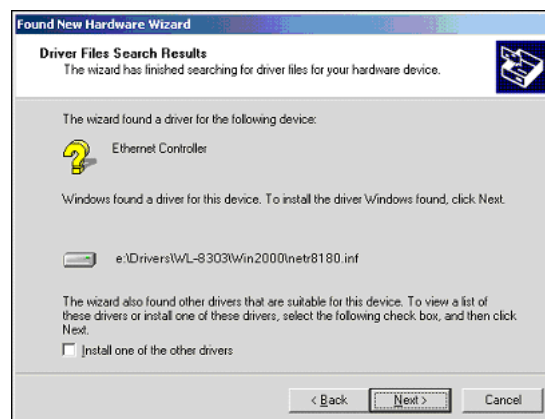 Found New Hardware Wizard
Driver Files Search Results
The wizard has finished searching for driver files for your hardware device.
The wizard found a driver for the following device:
Ethernet Controller
Windows found a driver for this device. To install the driver Windows found, click Next.
e:\Drivers\WL-8303\Win2000\netr8180.inf
The wizard also found other drivers that are suitable for this device. To view a list of
these drivers or install one of these drivers, select the following check box, and then click
Next.
Install one of the other drivers
< Back
Next >
Cancel